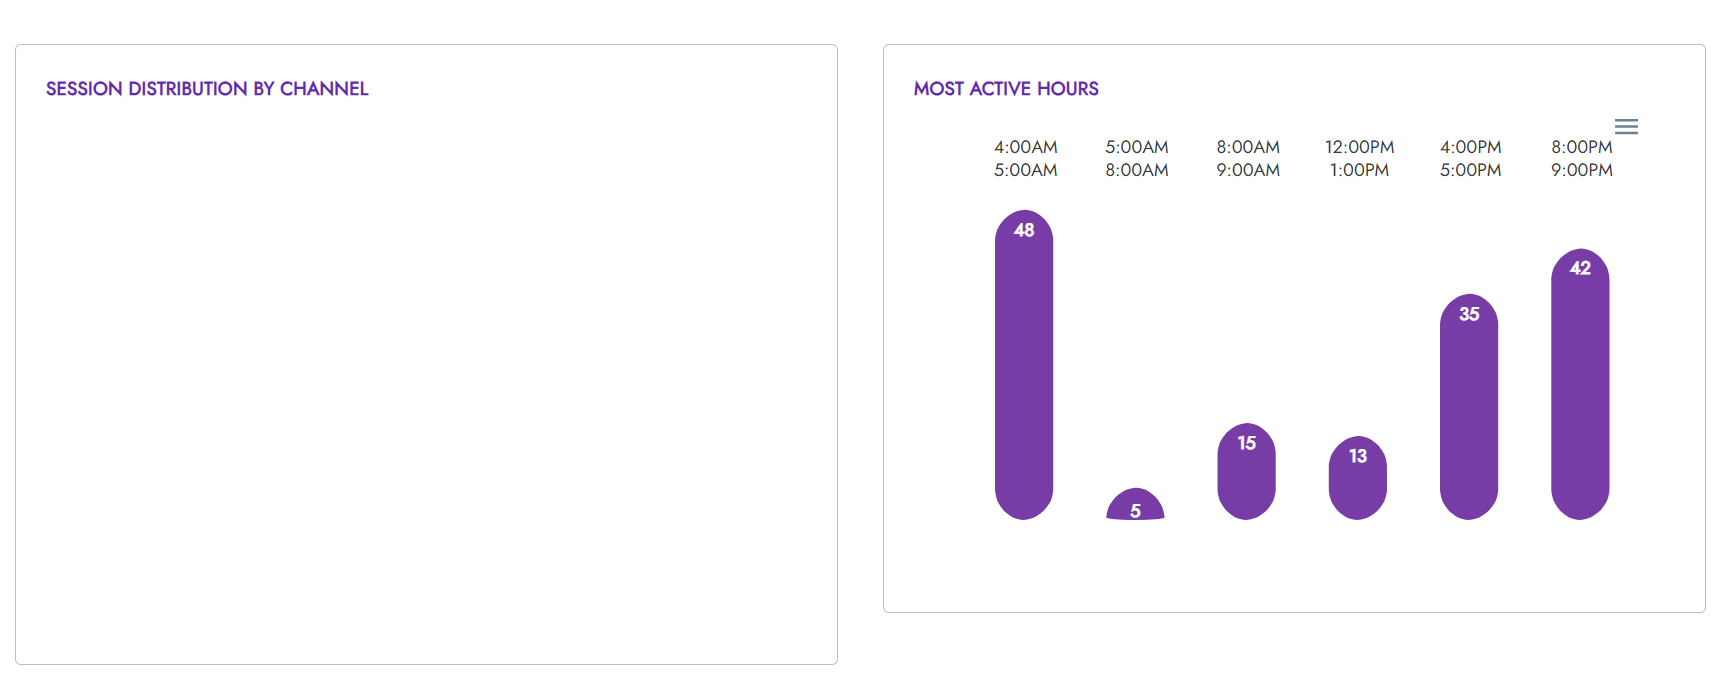 SESSION DISTRIBUTION BY CHANNEL
MOST ACTIVE HOURS
4:00AM 5:00AM 8:00AM 12:00PM 4:00PM 8:00PM
5:00AM 8:00AM 9:00AM 1:00PM 5:00PM 9:00PM
48
42
35
15
13
5